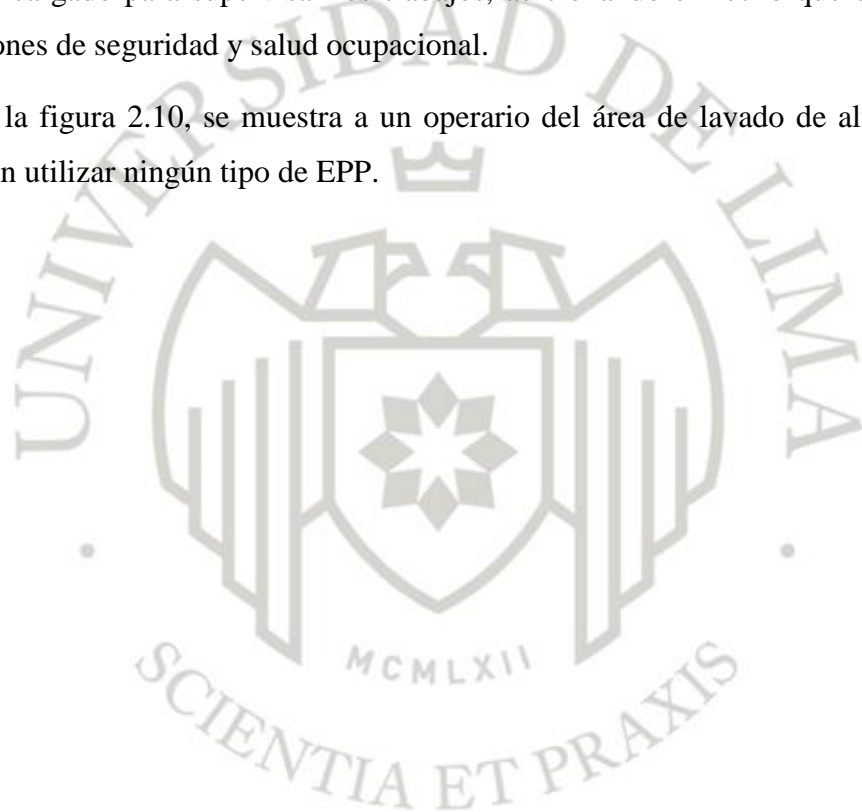 ones de seguridad y salud ocupacional.
la figura 2.10, se muestra a un operario del área de lavado de al
n utilizar ningún tipo de EPP.
UNIVERSIDAD DE LIMA
MCMLXII
SCIENTIA ET PRAXIS